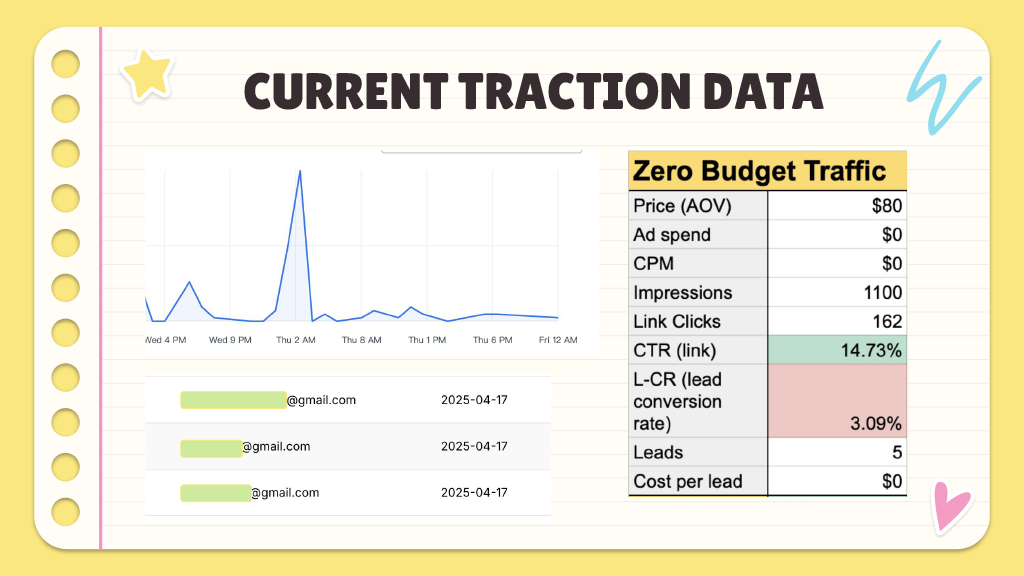 CURRENT TRACTION DATA
Wed 4 PM Wed 9 PM Thu 2 AM Thu 8 AM Thu 1 PM Thu 6 PM Fri 12 AM
@gmail.com 2025-04-17
@gmail.com 2025-04-17
@gmail.com 2025-04-17
Zero Budget Traffic
Price (AOV) $80
Ad spend $0
CPM $0
Impressions 1100
Link Clicks 162
CTR (link) 14.73%
L-CR (lead
conversion
rate) 3.09%
Leads 5
Cost per lead $0